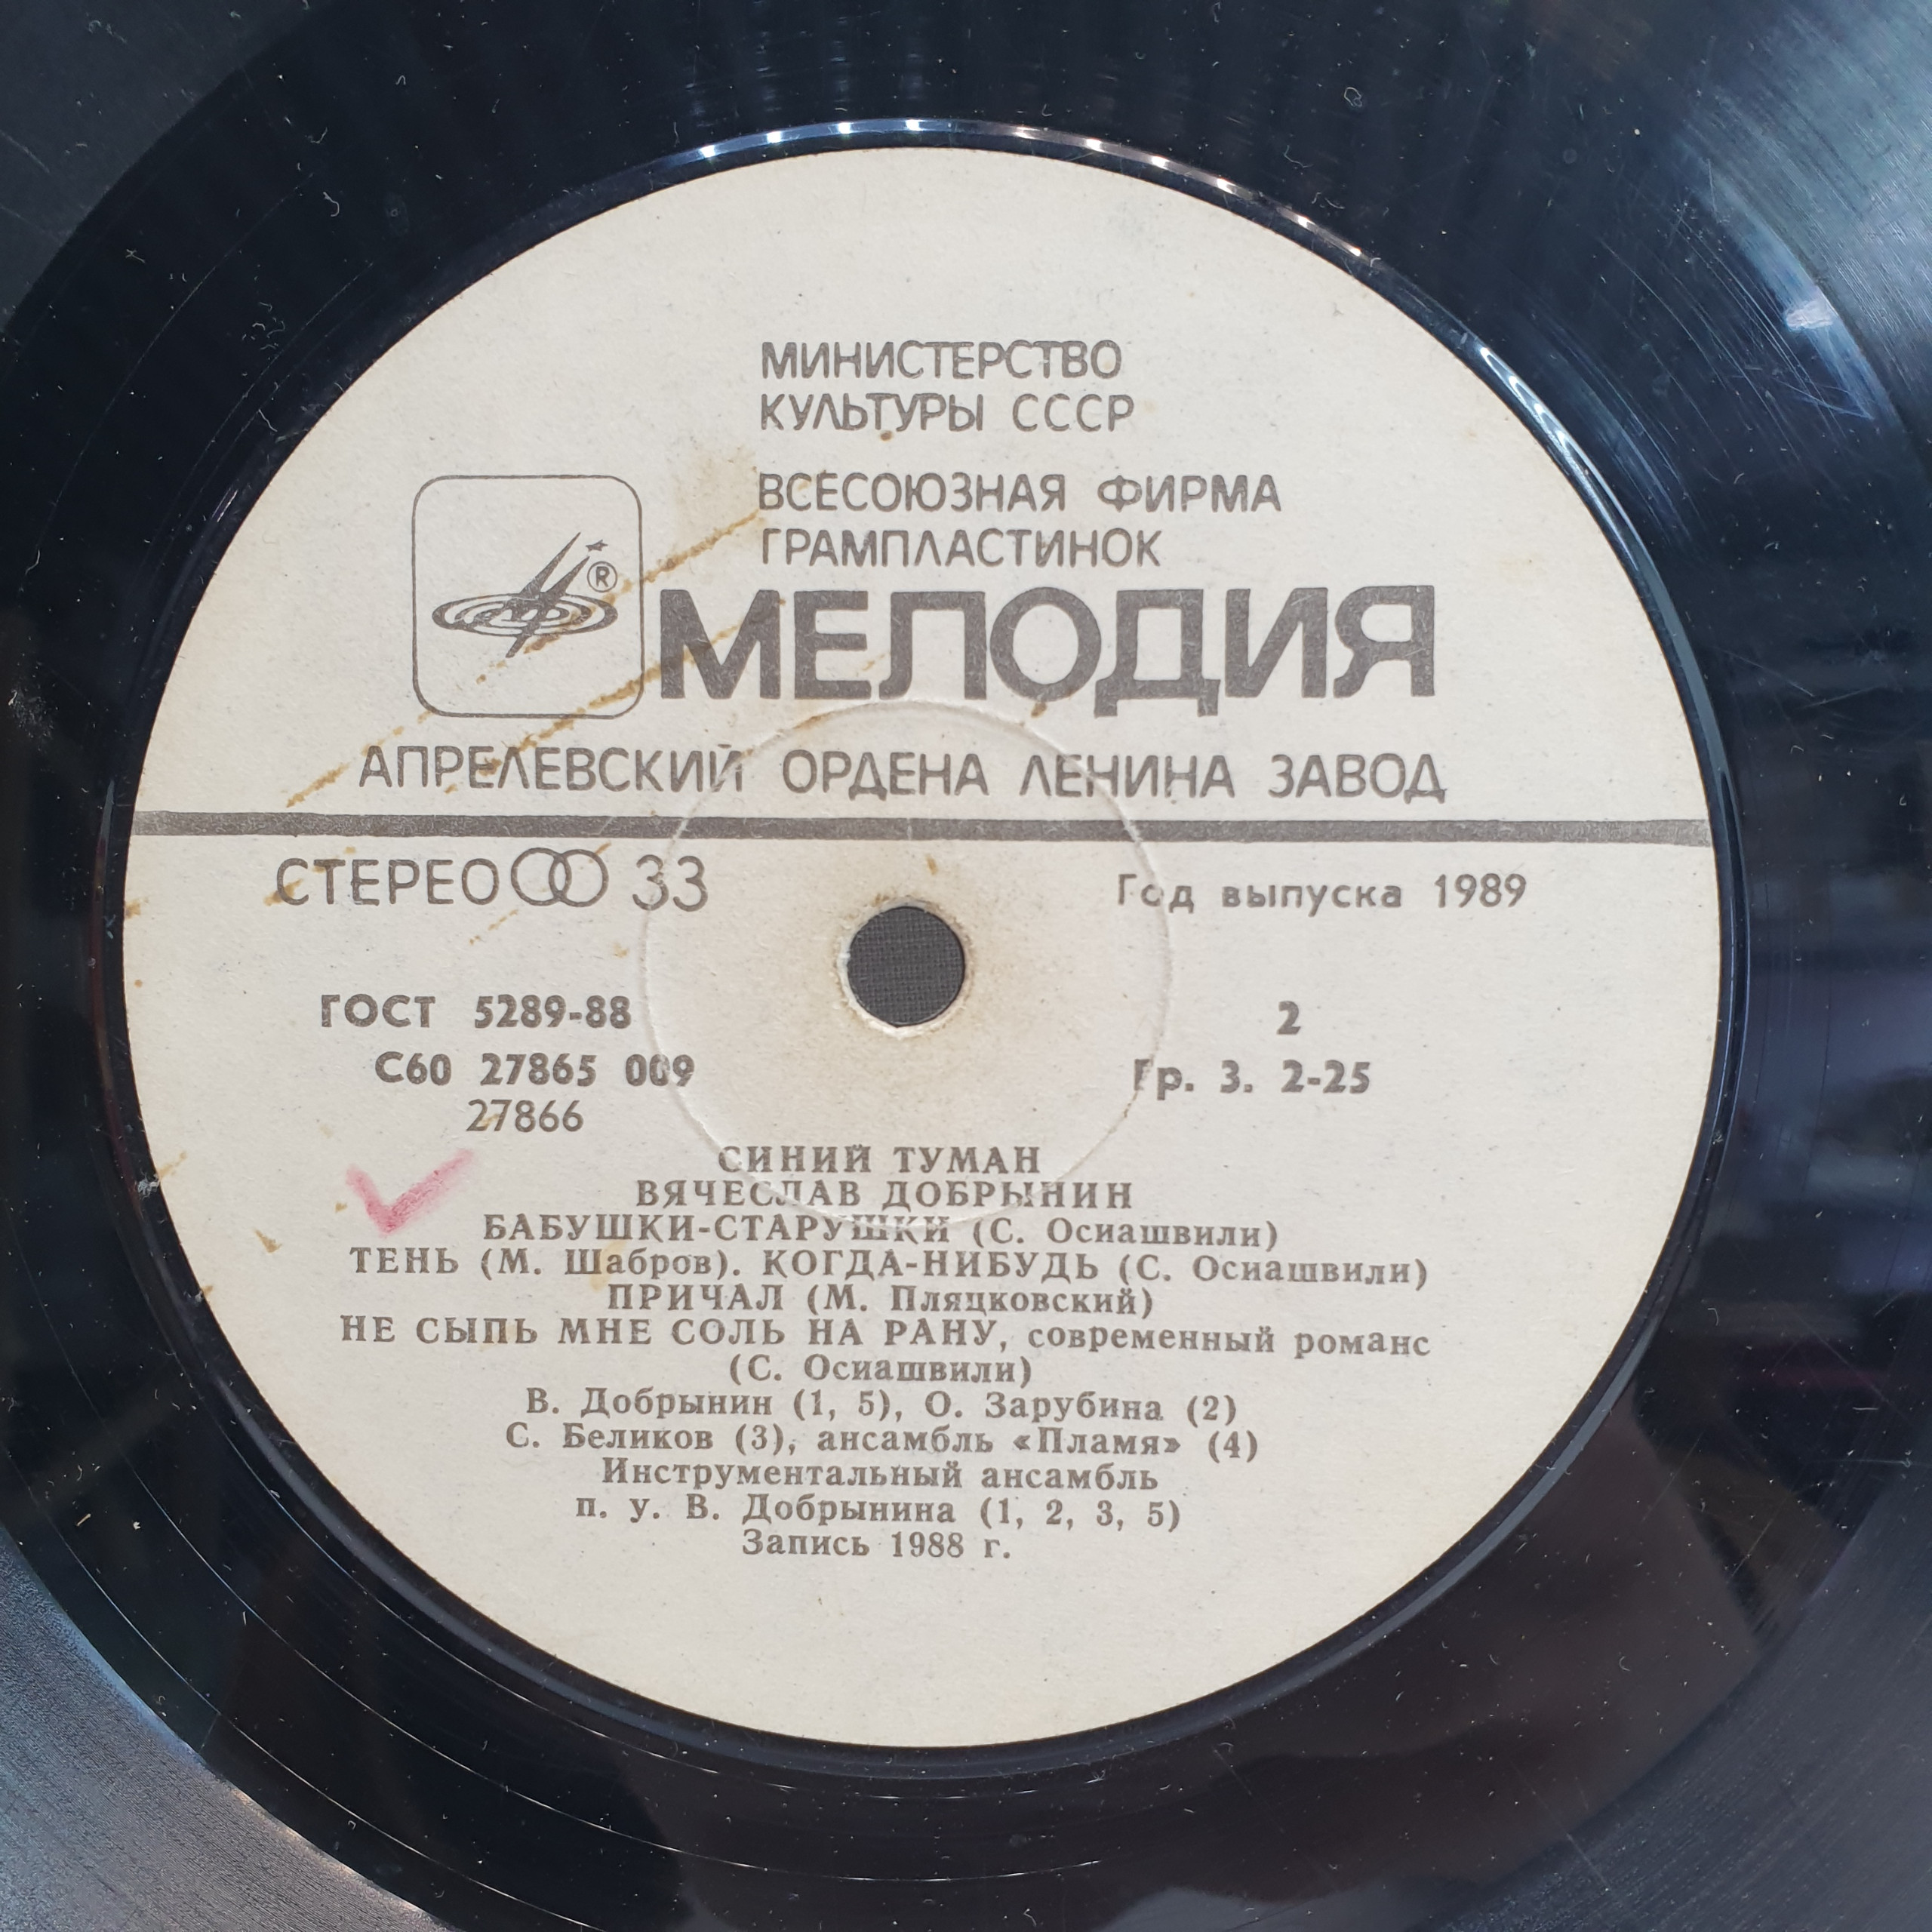 МИНИСТЕРСТВО
КУЛЬТУРЫ СССР
ВСЕСОЮЗНАЯ ФИРМА
ГРАМПЛАСТИНОК
®
МЕЛОДИЯ
АПРЕЛЕВСКИЙ ОРДЕНА ЛЕНИНА ЗАВОД
СТЕРЕО 33
Год выпуска 1989
ГОСТ 5289-88
2
С60 27865 009
Гр. 3. 2-25
27866
СИНИЙ ТУМАН
ВЯЧЕСЛАВ ДОБРЫНИН
БАБУШКИ-СТАРУШКИ (С. Осиашвили)
ТЕНЬ (М. Шабров). КОГДА-НИБУДЬ (С. Осиашвили)
ПРИЧАЛ (М. Пляцковский)
НЕ СЫПЬ МНЕ СОЛЬ НА РАНУ, современный романс
(С. Осиашвили)
В. Добрынин (1, 5), О. Зарубина (2)
С. Беликов (3), ансамбль «Пламя» (4)
Инструментальный ансамбль
п. у. В. Добрынина (1, 2, 3, 5)
Запись 1988 г.